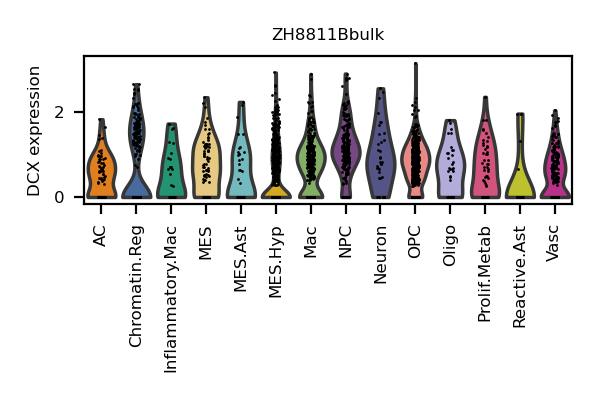 ZH8811Bbulk
DCX expression
2
0
AC
Chromatin.Reg
Inflammatory.Mac
MES
MES.Ast
MES.Hyp
Mac
NPC
Neuron
OPC
Oligo
Prolif.Metab
Reactive.Ast
Vasc